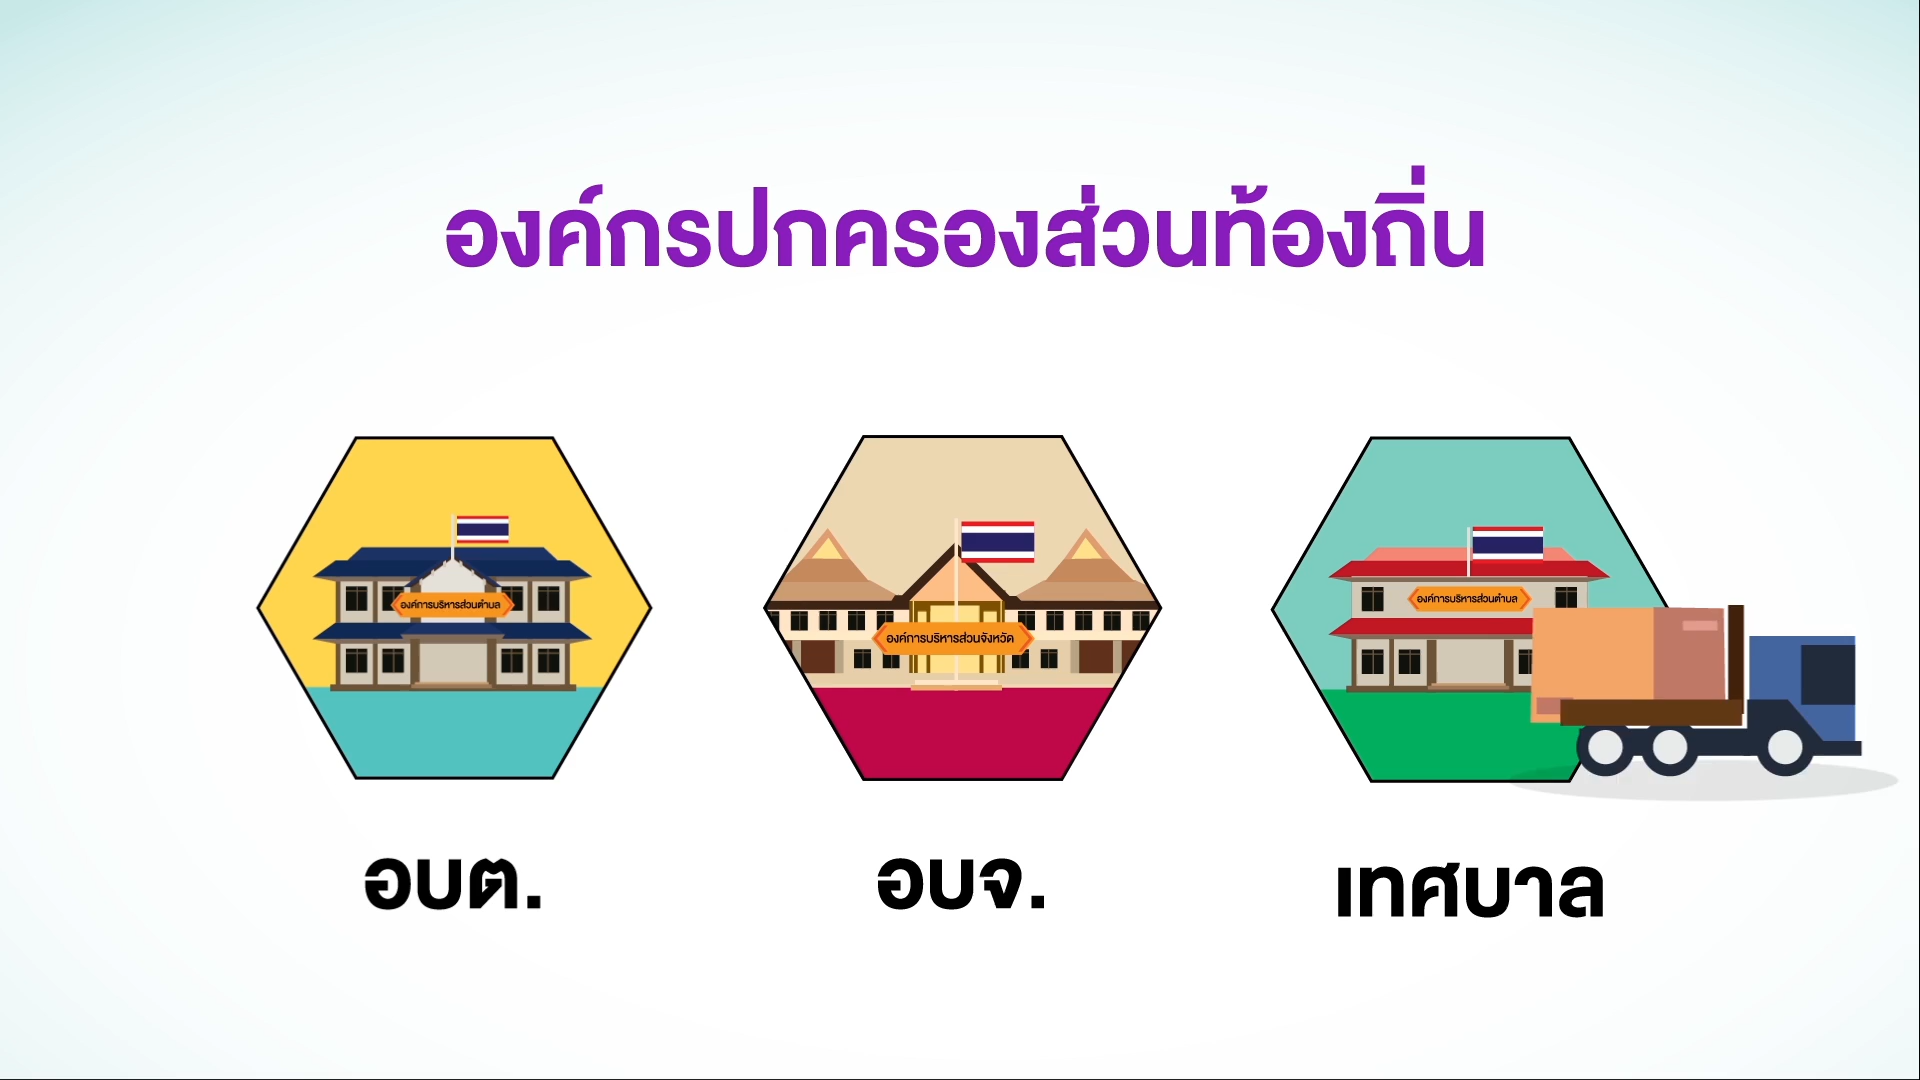 องค์กรปกครองส่วนท้องถิ่น
องค์การบริหารส่วนตำบล
องค์การบริหารส่วนจังหวัด
องค์การบริหารส่วนตำบล
อบต.
อบจ.
เทศบาล